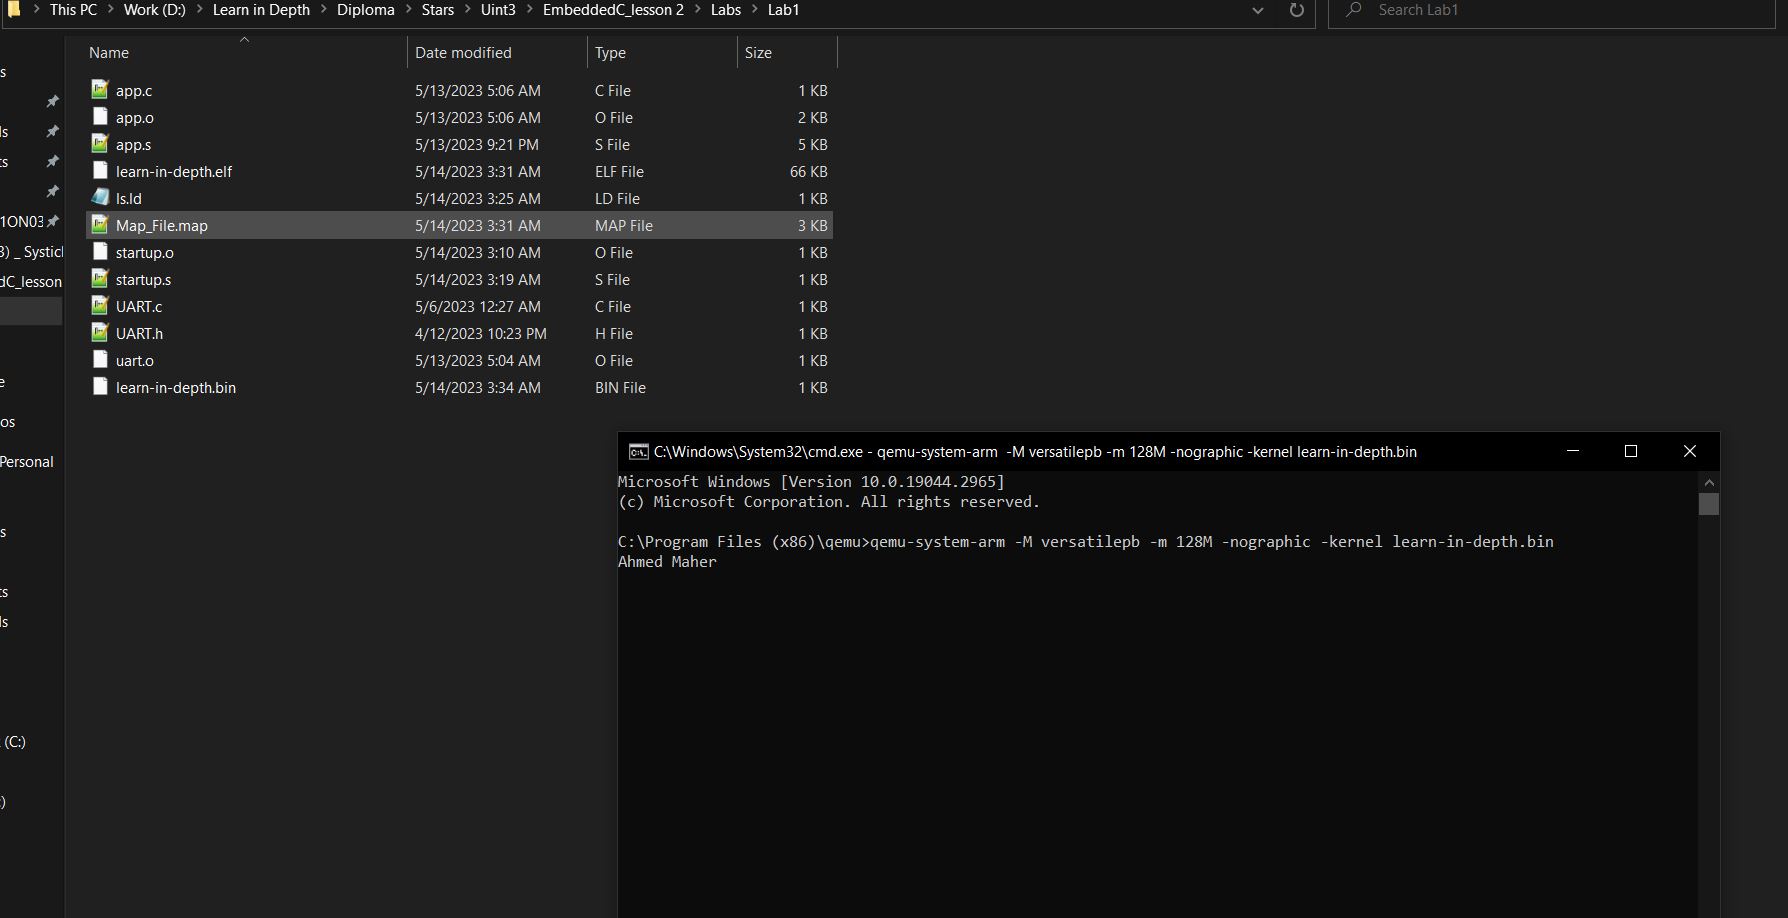 This PC > Work (D:) > Learn in Depth > Diploma > Stars > Uint3 > EmbeddedC_lesson 2 > Labs > Lab1
Search Lab1
Name Date modified Type Size
app.c 5/13/2023 5:06 AM C File 1 KB
app.o 5/13/2023 5:06 AM O File 2 KB
app.s 5/13/2023 9:21 PM S File 5 KB
learn-in-depth.elf 5/14/2023 3:31 AM ELF File 66 KB
ls.ld 5/14/2023 3:25 AM LD File 1 KB
Map_File.map 5/14/2023 3:31 AM MAP File 3 KB
startup.o 5/14/2023 3:10 AM O File 1 KB
startup.s 5/14/2023 3:19 AM S File 1 KB
UART.c 5/6/2023 12:27 AM C File 1 KB
UART.h 4/12/2023 10:23 PM H File 1 KB
uart.o 5/13/2023 5:04 AM O File 1 KB
learn-in-depth.bin 5/14/2023 3:34 AM BIN File 1 KB
s
ls
ts
1ON03
3) _ Systicl
dC_lesson
e
os
Personal
s
ts
ls
(C:)
:)
C:\Windows\System32\cmd.exe - qemu-system-arm -M versatilepb -m 128M -nographic -kernel learn-in-depth.bin
Microsoft Windows [Version 10.0.19044.2965]
(c) Microsoft Corporation. All rights reserved.
C:\Program Files (x86)\qemu>qemu-system-arm -M versatilepb -m 128M -nographic -kernel learn-in-depth.bin
Ahmed Maher